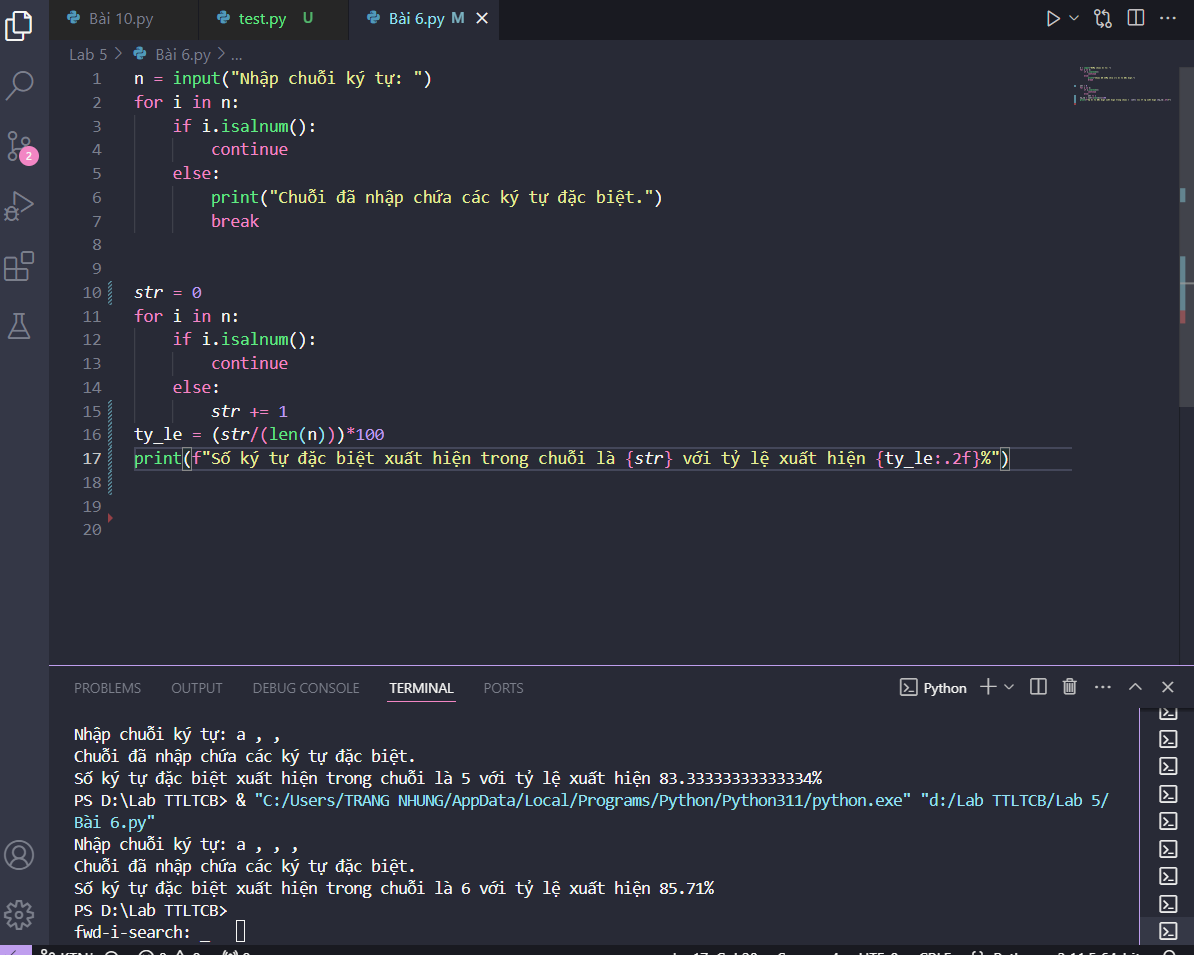 Bài 10.py test.py U Bài 6.py M
Lab 5 > Bài 6.py > ...
1 n = input("Nhập chuỗi ký tự: ")
2 for i in n:
3 if i.isalnum():
4 continue
5 else:
6 print("Chuỗi đã nhập chứa các ký tự đặc biệt.")
7 break
8
9
10 str = 0
11 for i in n:
12 if i.isalnum():
13 continue
14 else:
15 str += 1
16 ty_le = (str/(len(n)))*100
17 print(f"Số ký tự đặc biệt xuất hiện trong chuỗi là {str} với tỷ lệ xuất hiện {ty_le:.2f}%")
18
19
20
2
PROBLEMS OUTPUT DEBUG CONSOLE TERMINAL PORTS Python
Nhập chuỗi ký tự: a , ,
Chuỗi đã nhập chứa các ký tự đặc biệt.
Số ký tự đặc biệt xuất hiện trong chuỗi là 5 với tỷ lệ xuất hiện 83.33333333333334%
PS D:\Lab TTLTCB> & "C:/Users/TRANG NHUNG/AppData/Local/Programs/Python/Python311/python.exe" "d:/Lab TTLTCB/Lab 5/
Bài 6.py"
Nhập chuỗi ký tự: a , , ,
Chuỗi đã nhập chứa các ký tự đặc biệt.
Số ký tự đặc biệt xuất hiện trong chuỗi là 6 với tỷ lệ xuất hiện 85.71%
PS D:\Lab TTLTCB>
fwd-i-search: _